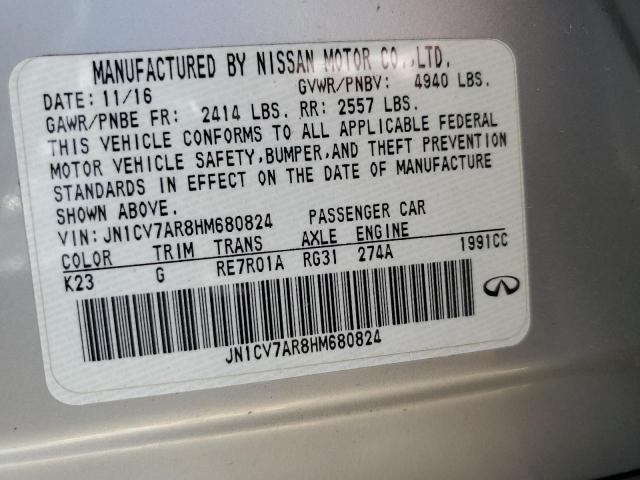 MANUFACTURED BY NISSAN MOTOR CO.,LTD.
DATE: 11/16 GVWR/PNBV: 4940 LBS.
GAWR/PNBE FR: 2414 LBS. RR: 2557 LBS.
THIS VEHICLE CONFORMS TO ALL APPLICABLE FEDERAL
MOTOR VEHICLE SAFETY,BUMPER,AND THEFT PREVENTION
STANDARDS IN EFFECT ON THE DATE OF MANUFACTURE
SHOWN ABOVE.
VIN:JN1CV7AR8HM680824 PASSENGER CAR
COLOR TRIM TRANS AXLE ENGINE
K23 G RE7R01A RG31 274A 1991CC
JN1CV7AR8HM680824